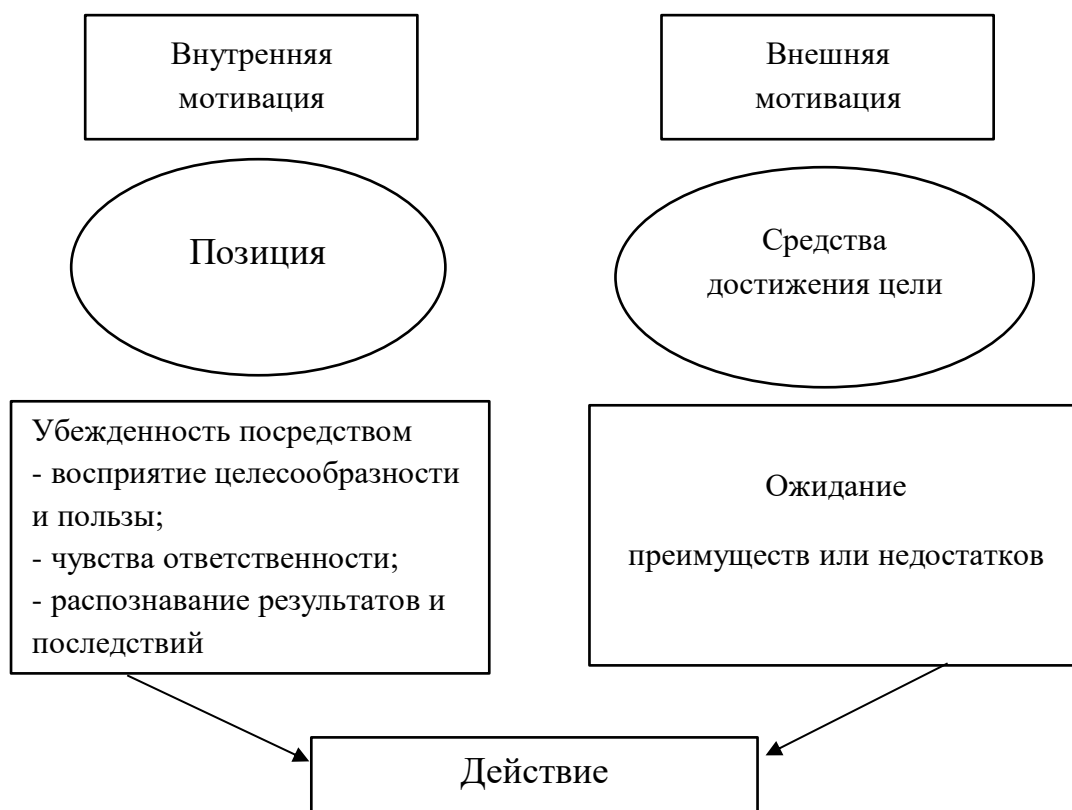 Внутренняя
мотивация
Внешняя
мотивация
Позиция
Средства
достижения цели
Убежденность посредством
- восприятие целесообразности
и пользы;
- чувства ответственности;
- распознавание результатов и
последствий
Ожидание
преимуществ или недостатков
Действие